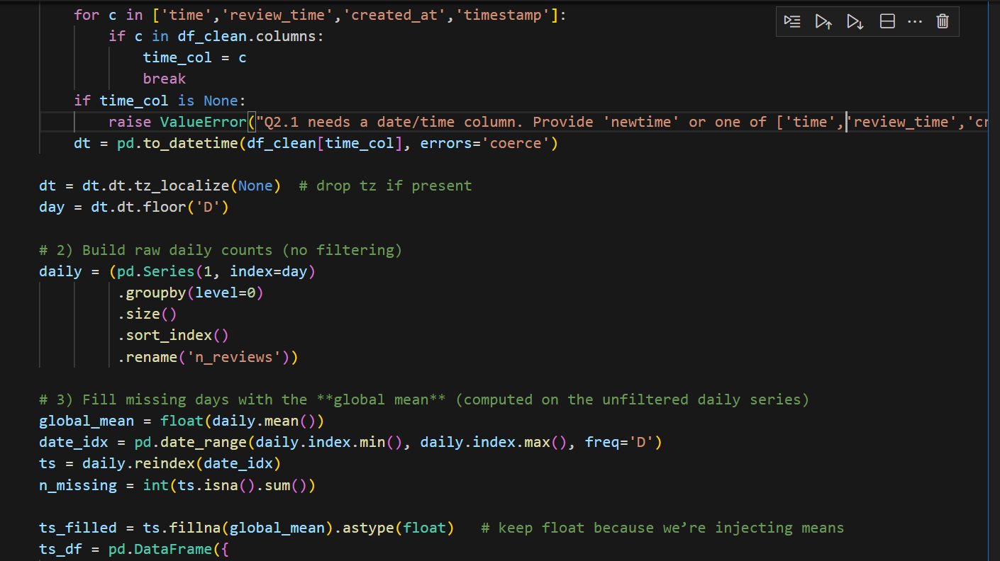 for c in ['time','review_time','created_at','timestamp']:
if c in df_clean.columns:
time_col = c
break
if time_col is None:
raise ValueError("Q2.1 needs a date/time column. Provide 'newtime' or one of ['time','review_time','cr
dt = pd.to_datetime(df_clean[time_col], errors='coerce')
dt = dt.dt.tz_localize(None)  # drop tz if present
day = dt.dt.floor('D')
# 2) Build raw daily counts (no filtering)
daily = (pd.Series(1, index=day)
.groupby(level=0)
.size()
.sort_index()
.rename('n_reviews'))
# 3) Fill missing days with the **global mean** (computed on the unfiltered daily series)
global_mean = float(daily.mean())
date_idx = pd.date_range(daily.index.min(), daily.index.max(), freq='D')
ts = daily.reindex(date_idx)
n_missing = int(ts.isna().sum())
ts_filled = ts.fillna(global_mean).astype(float)   # keep float because we’re injecting means
ts_df = pd.DataFrame({